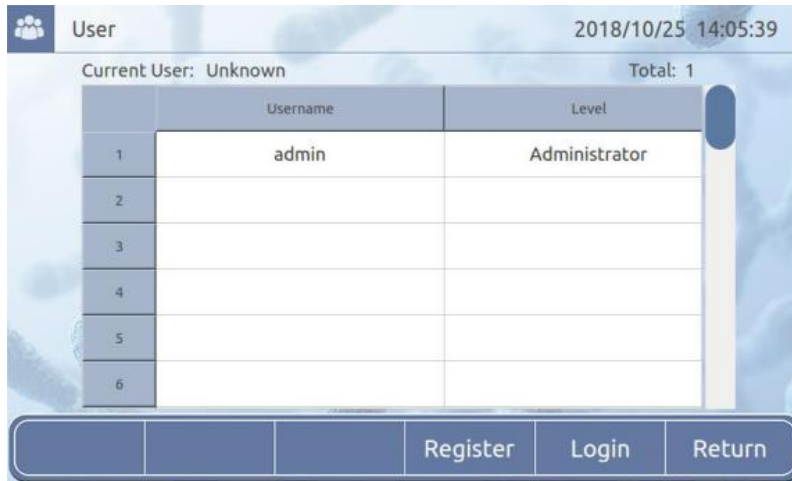 User 2018/10/25 14:05:39
Current User: Unknown Total: 1
Username Level
1 admin Administrator
2
3
4
5
6
Register Login Return